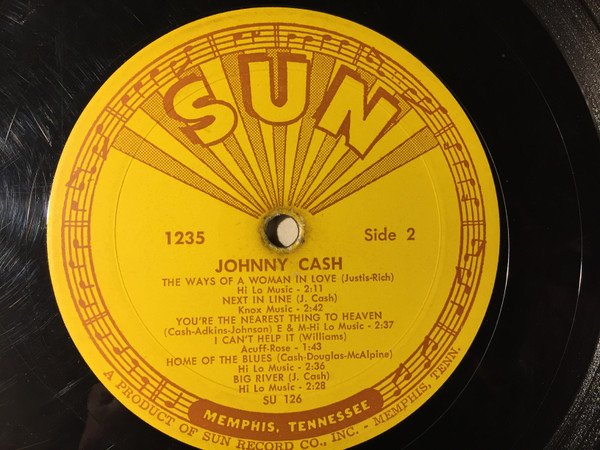 SUN
1235 Side 2
JOHNNY CASH
THE WAYS OF A WOMAN IN LOVE (Justis-Rich)
Hi Lo Music - 2:11
NEXT IN LINE (J. Cash)
Knox Music - 2:42
YOU'RE THE NEAREST THING TO HEAVEN
(Cash-Adkins-Johnson) E & M-Hi Lo Music - 2:37
I CAN'T HELP IT (Williams)
Acuff-Rose - 1:43
HOME OF THE BLUES (Cash-Douglas-McAlpine)
Hi Lo Music - 2:36
BIG RIVER (J. Cash)
Hi Lo Music - 2:28
SU 126
MEMPHIS, TENNESSEE
A PRODUCT OF SUN RECORD CO., INC. - MEMPHIS, TENN.